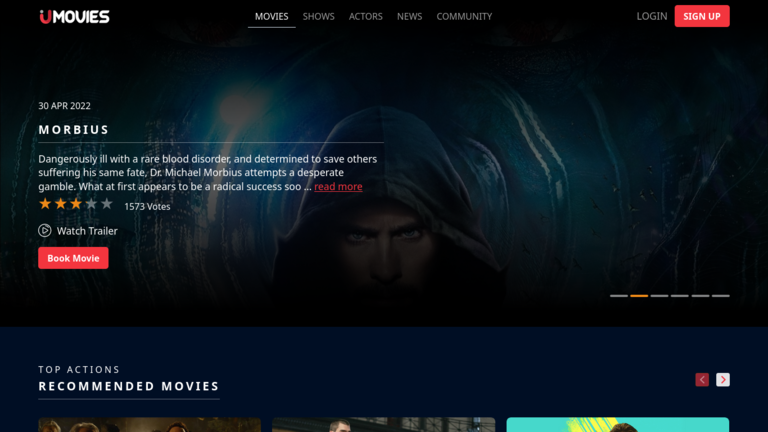 UMOVIES
MOVIES SHOWS ACTORS NEWS COMMUNITY
LOGIN SIGN UP
30 APR 2022
MORBIUS
Dangerously ill with a rare blood disorder, and determined to save others
suffering his same fate, Dr. Michael Morbius attempts a desperate
gamble. What at first appears to be a radical success soo ... read more
1573 Votes
Watch Trailer
Book Movie
TOP ACTIONS
RECOMMENDED MOVIES